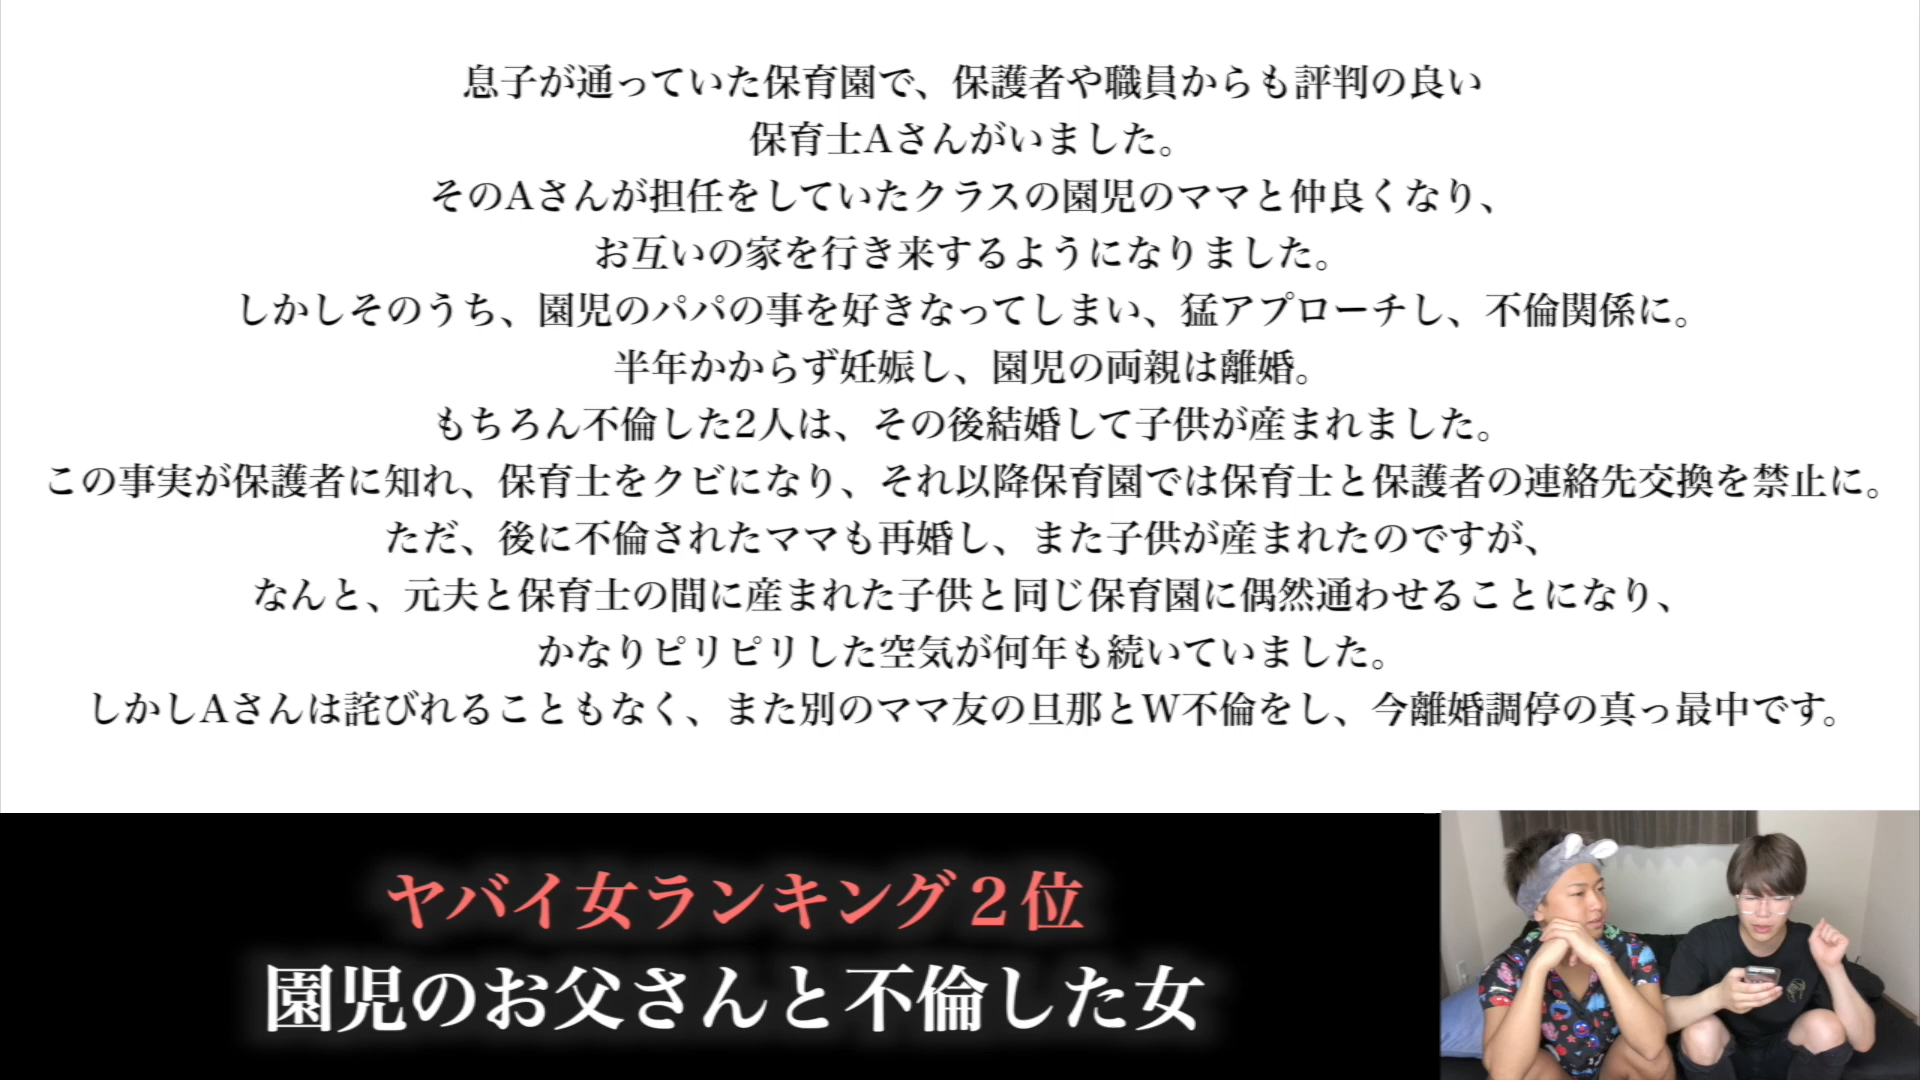 息子が通っていた保育園で、保護者や職員からも評判の良い
保育士Aさんがいました。
そのAさんが担任をしていたクラスの園児のママと仲良くなり、
お互いの家を行き来するようになりました。
しかしそのうち、園児のパパの事を好きなってしまい、猛アプローチし、不倫関係に。
半年かからず妊娠し、園児の両親は離婚。
もちろん不倫した2人は、その後結婚して子供が産まれました。
この事実が保護者に知れ、保育士をクビになり、それ以降保育園では保育士と保護者の連絡先交換を禁止に。
ただ、後に不倫されたママも再婚し、また子供が産まれたのですが、
なんと、元夫と保育士の間に産まれた子供と同じ保育園に偶然通わせることになり、
かなりピリピリした空気が何年も続いていました。
しかしAさんは詫びれることもなく、また別のママ友の旦那とW不倫をし、今離婚調停の真っ最中です。
ヤバイ女ランキング２位
園児のお父さんと不倫した女